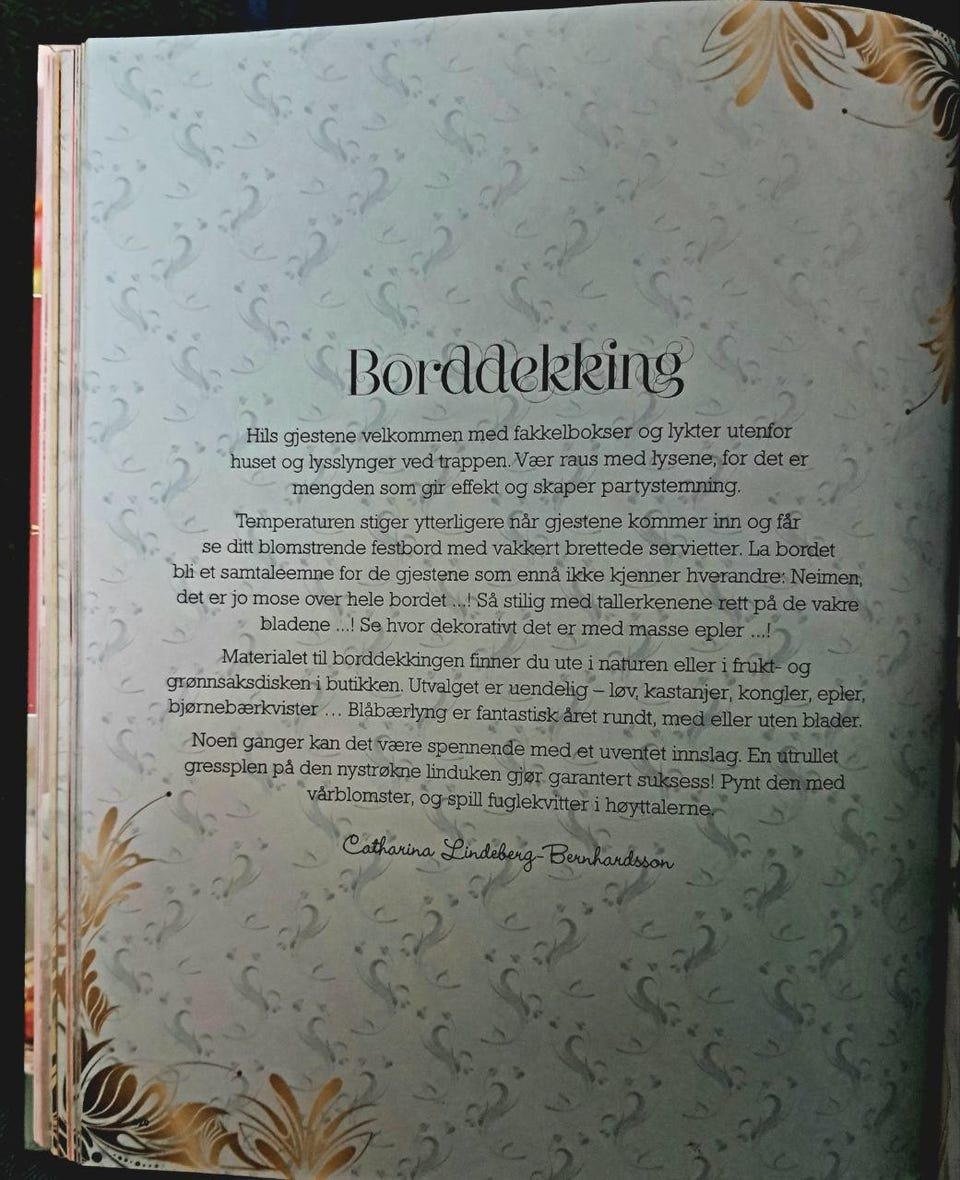 Borddekking
Hils gjestene velkommen med fakkelbokser og lykter utenfor
huset og lysslynger ved trappen. Vær raus med lysene, for det er
mengden som gir effekt og skaper partystemning.
Temperaturen stiger ytterligere når gjestene kommer inn og får
se ditt blomstrende festbord med vakkert brettede servietter. La bordet
bli et samtaleemne for de gjestene som ennå ikke kjenner hverandre: Neimen,
det er jo mose over hele bordet ...! Så stilig med tallerkenene rett på de vakre
bladene ...! Se hvor dekorativt det er med masse epler ...!
Materialet til borddekkingen finner du ute i naturen eller i frukt- og
grønnsaksdisken i butikken. Utvalget er uendelig – løv, kastanjer, kongler, epler,
bjørnebærkvister ... Blåbærlyng er fantastisk året rundt, med eller uten blader.
Noen ganger kan det være spennende med et uventet innslag. En utrullet
gressplen på den nystrøkne linduken gjør garantert suksess! Pynt den med
vårblomster, og spill fuglekvitter i høyttalerne.
Catharina Lindeberg-Bernhardsson